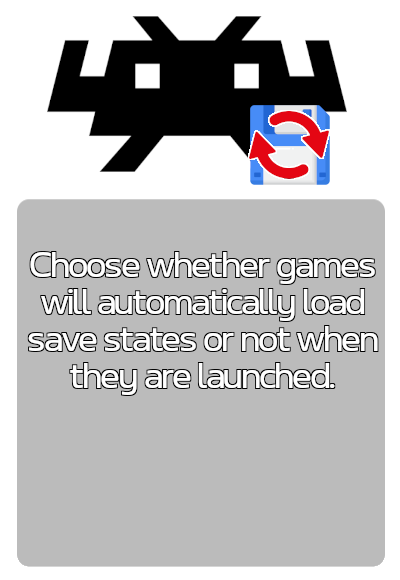 Choose whether games
will automatically load
save states or not when
they are launched.